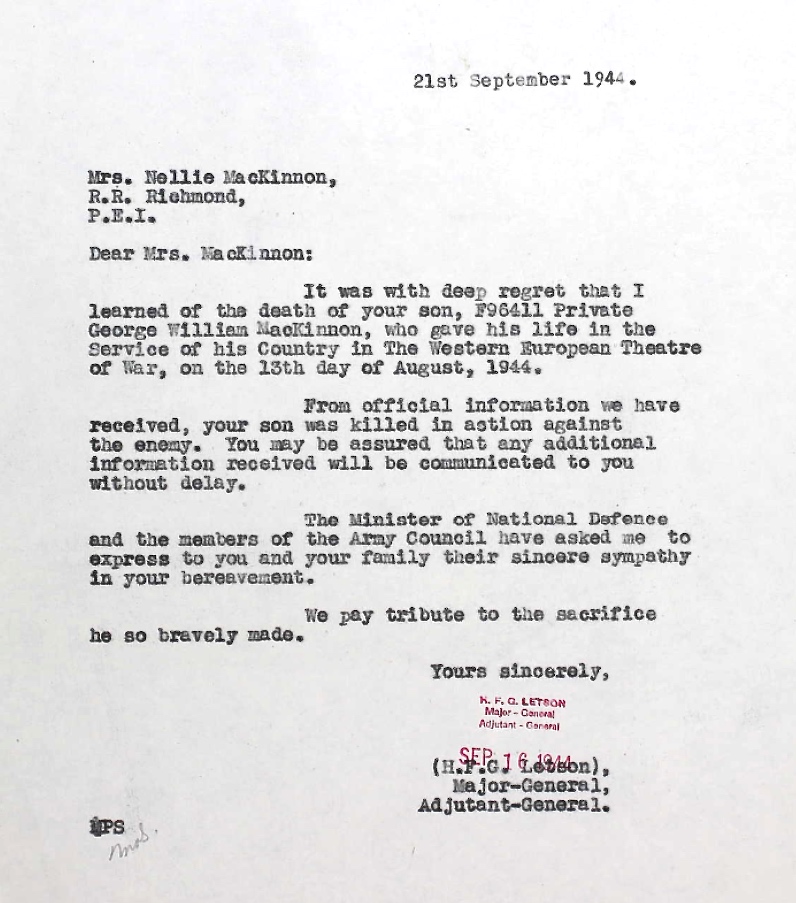 21st September 1944.
Mrs. Nellie MacKinnon,
R.R. Richmond,
P.E.I.
Dear Mrs. MacKinnon:
It was with deep regret that I
learned of the death of your son, F96411 Private
George William MacKinnon, who gave his life in the
Service of his Country in The Western European Theatre
of War, on the 13th day of August, 1944.
From official information we have
received, your son was killed in action against
the enemy. You may be assured that any additional
information received will be communicated to you
without delay.
The Minister of National Defence
and the members of the Army Council have asked me to
express to you and your family their sincere sympathy
in your bereavement.
We pay tribute to the sacrifice
he so bravely made.
Yours sincerely,
H. F. G. LETSON
Major - General
Adjutant - General
SEP 16 1944
(H.F.G. Letson),
Major-General,
Adjutant-General.
PS